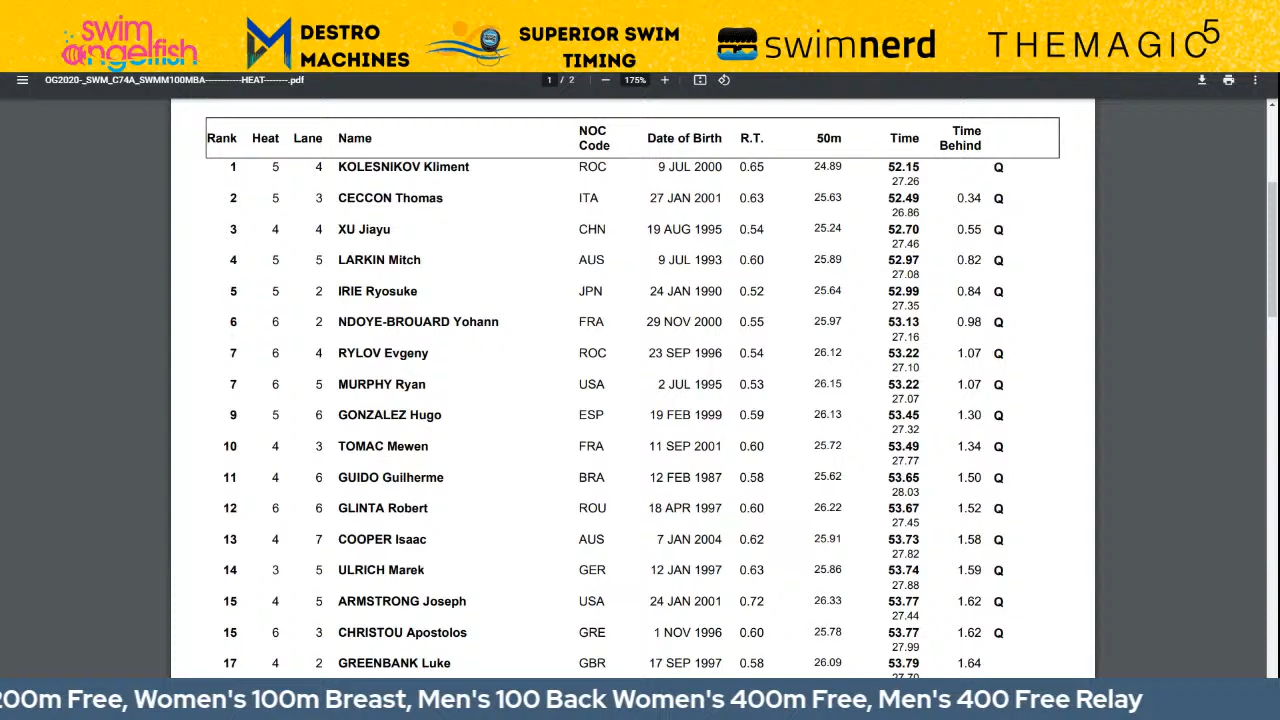 swim angelfish
DESTRO MACHINES
SUPERIOR SWIM TIMING
swimnerd
THEMAGIC5
OG2020-_SWM_C74A_SWMM100MBA------------HEAT--------.pdf 1 / 2 175%
Rank Heat Lane Name NOC Code Date of Birth R.T. 50m Time Time Behind
1 5 4 KOLESNIKOV Kliment ROC 9 JUL 2000 0.65 24.89 52.15 Q
27.26
2 5 3 CECCON Thomas ITA 27 JAN 2001 0.63 25.63 52.49 0.34 Q
26.86
3 4 4 XU Jiayu CHN 19 AUG 1995 0.54 25.24 52.70 0.55 Q
27.46
4 5 5 LARKIN Mitch AUS 9 JUL 1993 0.60 25.89 52.97 0.82 Q
27.08
5 5 2 IRIE Ryosuke JPN 24 JAN 1990 0.52 25.64 52.99 0.84 Q
27.35
6 6 2 NDOYE-BROUARD Yohann FRA 29 NOV 2000 0.55 25.97 53.13 0.98 Q
27.16
7 6 4 RYLOV Evgeny ROC 23 SEP 1996 0.54 26.12 53.22 1.07 Q
27.10
7 6 5 MURPHY Ryan USA 2 JUL 1995 0.53 26.15 53.22 1.07 Q
27.07
9 5 6 GONZALEZ Hugo ESP 19 FEB 1999 0.59 26.13 53.45 1.30 Q
27.32
10 4 3 TOMAC Mewen FRA 11 SEP 2001 0.60 25.72 53.49 1.34 Q
27.77
11 4 6 GUIDO Guilherme BRA 12 FEB 1987 0.58 25.62 53.65 1.50 Q
28.03
12 6 6 GLINTA Robert ROU 18 APR 1997 0.60 26.22 53.67 1.52 Q
27.45
13 4 7 COOPER Isaac AUS 7 JAN 2004 0.62 25.91 53.73 1.58 Q
27.82
14 3 5 ULRICH Marek GER 12 JAN 1997 0.63 25.86 53.74 1.59 Q
27.88
15 4 5 ARMSTRONG Joseph USA 24 JAN 2001 0.72 26.33 53.77 1.62 Q
27.44
15 6 3 CHRISTOU Apostolos GRE 1 NOV 1996 0.60 25.78 53.77 1.62 Q
27.99
17 4 2 GREENBANK Luke GBR 17 SEP 1997 0.58 26.09 53.79 1.64
27.70
200m Free, Women's 100m Breast, Men's 100 Back Women's 400m Free, Men's 400 Free Relay